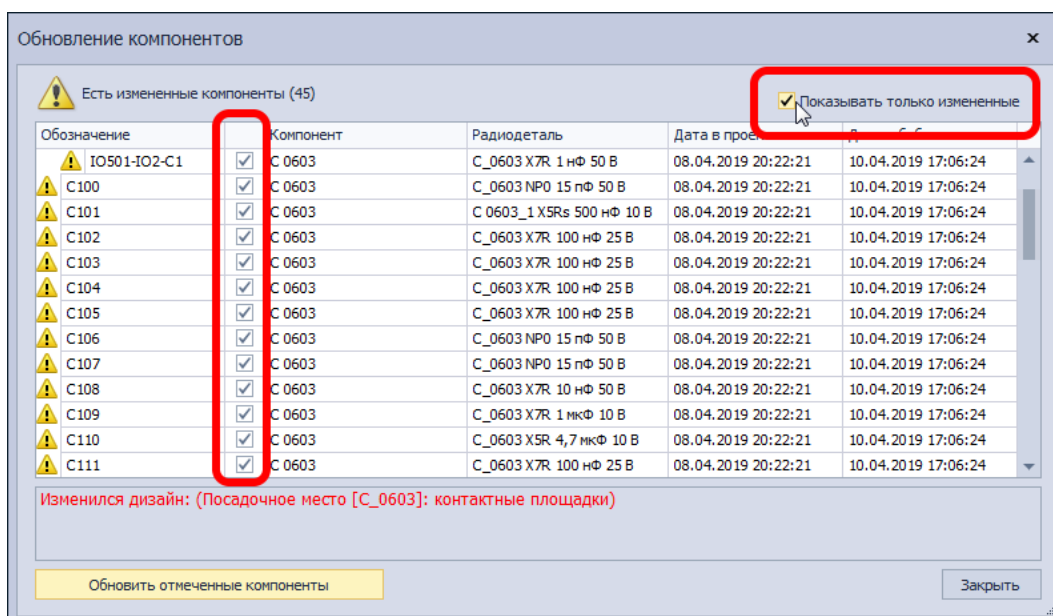 Обновление компонентов
Есть измененные компоненты (45)
Показывать только измененные
Обозначение Компонент Радиодеталь Дата в прое
IO501-IO2-C1 C 0603 C_0603 X7R 1 нФ 50 В 08.04.2019 20:22:21 10.04.2019 17:06:24
C100 C 0603 C_0603 NP0 15 пФ 50 В 08.04.2019 20:22:21 10.04.2019 17:06:24
C101 C 0603 C 0603_1 X5Rs 500 нФ 10 В 08.04.2019 20:22:21 10.04.2019 17:06:24
C102 C 0603 C_0603 X7R 100 нФ 25 В 08.04.2019 20:22:21 10.04.2019 17:06:24
C103 C 0603 C_0603 X7R 100 нФ 25 В 08.04.2019 20:22:21 10.04.2019 17:06:24
C104 C 0603 C_0603 X7R 100 нФ 25 В 08.04.2019 20:22:21 10.04.2019 17:06:24
C105 C 0603 C_0603 X7R 100 нФ 25 В 08.04.2019 20:22:21 10.04.2019 17:06:24
C106 C 0603 C_0603 NP0 15 пФ 50 В 08.04.2019 20:22:21 10.04.2019 17:06:24
C107 C 0603 C_0603 NP0 15 пФ 50 В 08.04.2019 20:22:21 10.04.2019 17:06:24
C108 C 0603 C_0603 X7R 10 нФ 50 В 08.04.2019 20:22:21 10.04.2019 17:06:24
C109 C 0603 C_0603 X7R 1 мкФ 10 В 08.04.2019 20:22:21 10.04.2019 17:06:24
C110 C 0603 C_0603 X5R 4,7 мкФ 10 В 08.04.2019 20:22:21 10.04.2019 17:06:24
C111 C 0603 C_0603 X7R 100 нФ 25 В 08.04.2019 20:22:21 10.04.2019 17:06:24
Изменился дизайн: (Посадочное место [C_0603]: контактные площадки)
Обновить отмеченные компоненты Закрыть